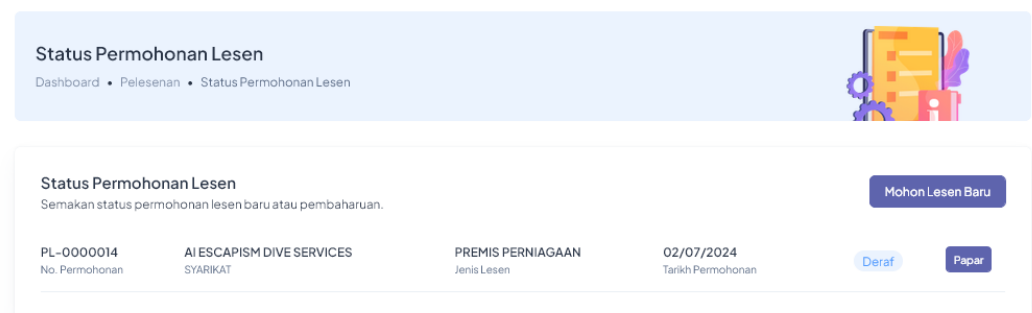 Status Permohonan Lesen
Dashboard • Pelesenan • Status Permohonan Lesen
Status Permohonan Lesen
Semakan status permohonan lesen baru atau pembaharuan.
Mohon Lesen Baru
PL-0000014 AI ESCAPISM DIVE SERVICES PREMIS PERNIAGAAN 02/07/2024 Deraf Papar
No. Permohonan SYARIKAT Jenis Lesen Tarikh Permohonan